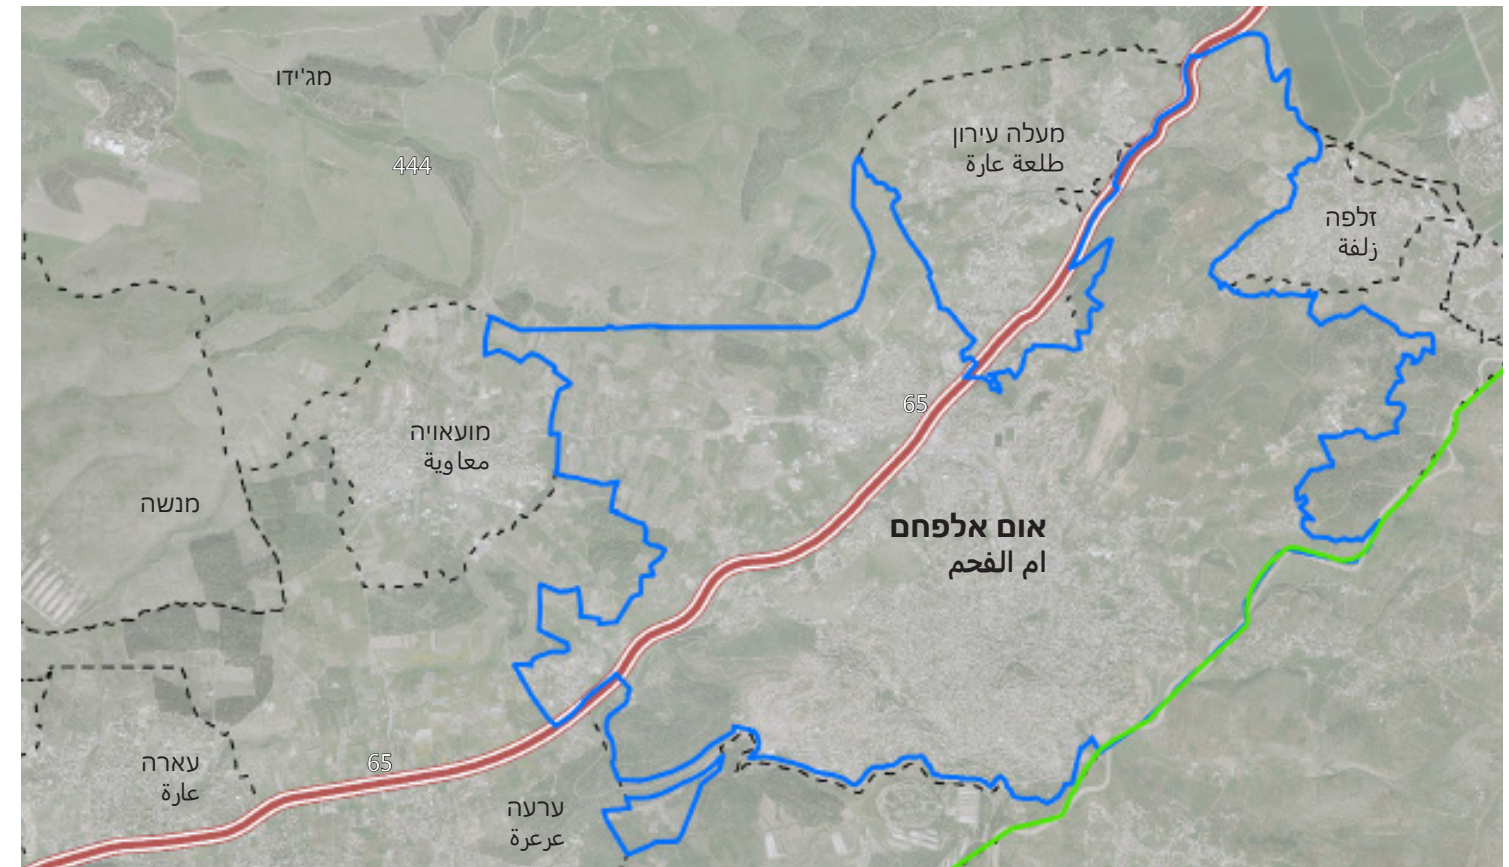 מג'ידו
מעלה עירון
طلعة عارة
444
זלפה
زلفة
65
מועאויה
معاوية
מנשה
אום אלפחם
ام الفحم
עארה
عارة
65
ערעה
عرعرة